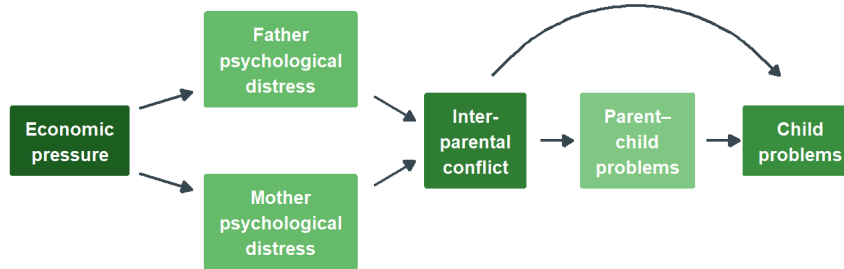 Father
psychological
distress
Economic
pressure
Mother
psychological
distress
Inter-
parental
conflict
Parent–
child
problems
Child
problems